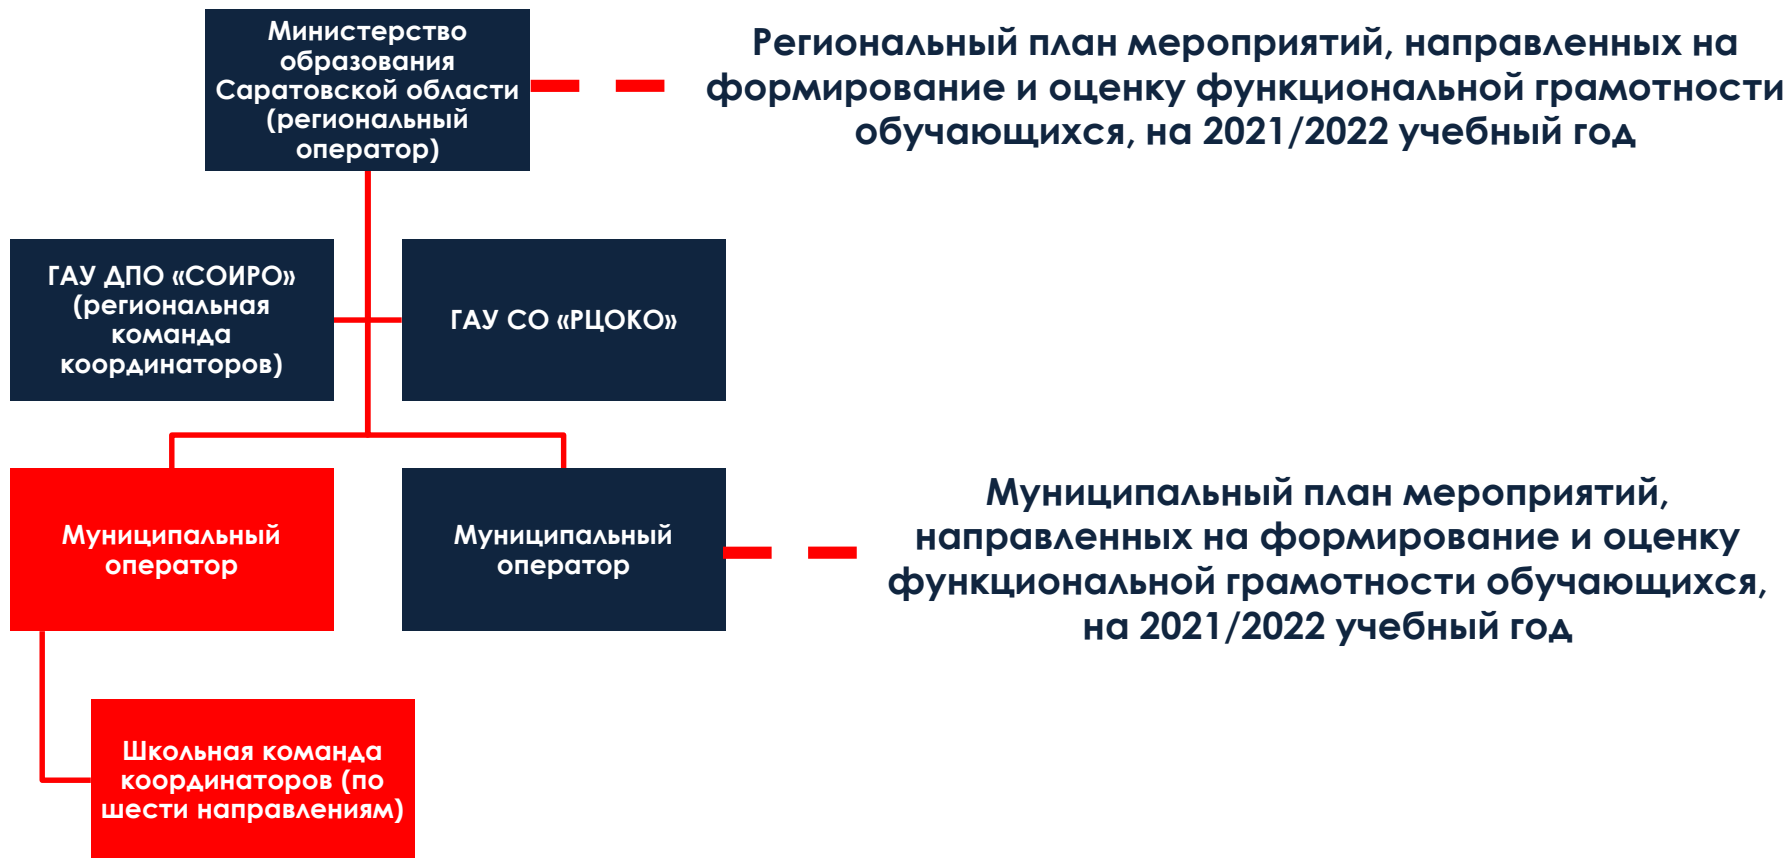 Министерство
образования
Саратовской области
(региональный
оператор)
Региональный план мероприятий, направленных на
формирование и оценку функциональной грамотности
обучающихся, на 2021/2022 учебный год
ГАУ ДПО «СОИРО»
(региональная
команда
координаторов)
ГАУ СО «РЦОКО»
Муниципальный
оператор
Муниципальный
оператор
Муниципальный план мероприятий,
направленных на формирование и оценку
функциональной грамотности обучающихся,
на 2021/2022 учебный год
Школьная команда
координаторов (по
шести направлениям)